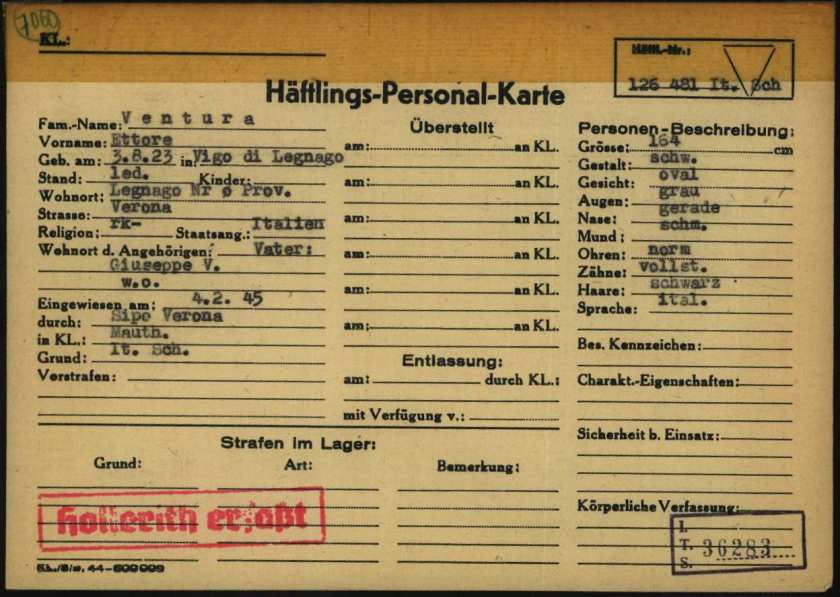 7060
KL.:
Häftl.-Nr.:
126 481 It. Sch
Häftlings-Personal-Karte
Fam.-Name: Ventura
Vorname: Ettore
Geb. am: 3.8.23 in: Vigo di Legnago
Stand: led. Kinder:
Wohnort: Legnago Nr ø Prov.
Strasse: Verona
Religion: rk- Staatsang.: Italien
Wohnort d. Angehörigen: Vater:
Giuseppe V.
w.o.
Eingewiesen am: 4.2. 45
durch: Sipo Verona
in KL.: Mauth.
Grund: It. Sch.
Vorstrafen:
Überstellt
am: an KL.
am: an KL.
am: an KL.
am: an KL.
am: an KL.
am: an KL.
Entlassung:
am: durch KL.:
mit Verfügung v.:
Personen-Beschreibung:
Grösse: 164 cm
Gestalt: schw.
Gesicht: oval
Augen: grau
Nase: gerade
Mund: schm.
Ohren: norm
Zähne: vollst.
Haare: schwarz
Sprache: ital.
Bes. Kennzeichen:
Charakt.-Eigenschaften:
Sicherheit b. Einsatz:
Körperliche Verfassung:
Strafen im Lager:
Grund: Art: Bemerkung:
Hollerith erfaßt
I.
T. 36283
S.
44-500000